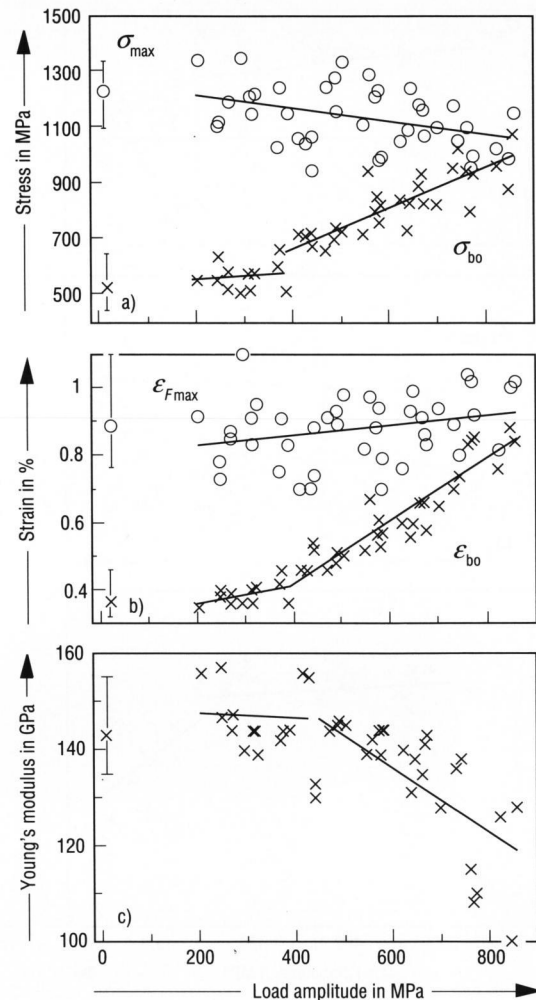 1500
1300
1100
900
700
500
Stress in MPa
σmax
σbo
a)
1
0.8
0.6
0.4
Strain in %
εFmax
εbo
b)
160
140
120
100
Young's modulus in GPa
c)
0 200 400 600 800
Load amplitude in MPa